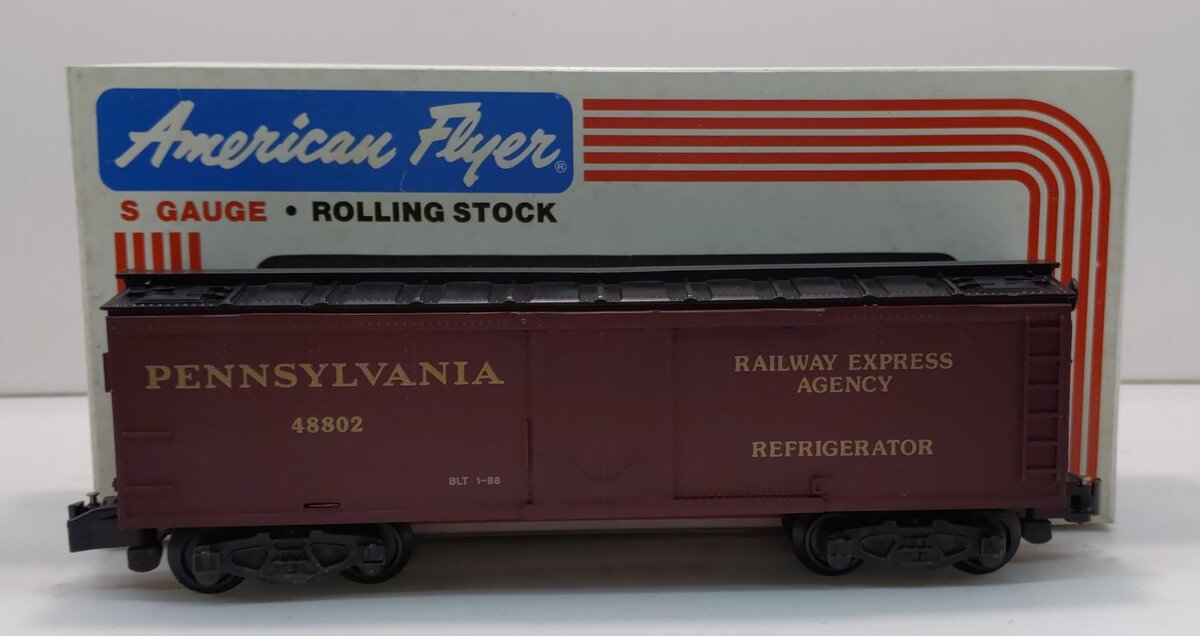 American Flyer®
S GAUGE • ROLLING STOCK
PENNSYLVANIA
48802
BLT 1-88
RAILWAY EXPRESS
AGENCY
REFRIGERATOR